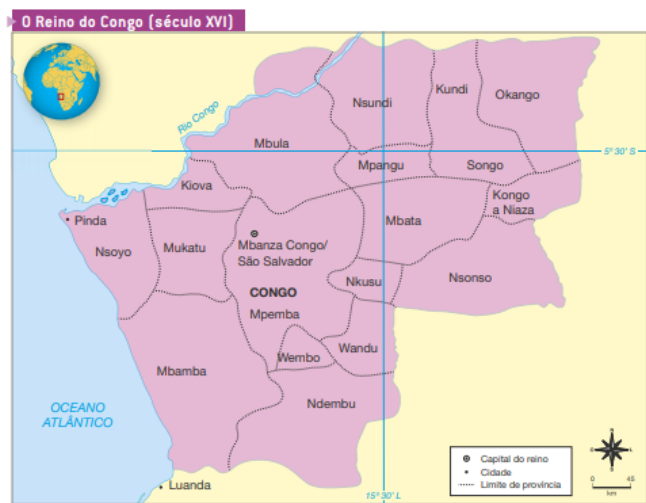 O Reino do Congo (século XVI)
Rio Congo
Nsundi
Kundi
Okango
Mbula
5º 30' S
Mpangu
Songo
Kiova
Kongo
a Niaza
Pinda
Mbata
Mbanza Congo/
São Salvador
Nsoyo
Mukatu
Nkusu
Nsonso
CONGO
Mpemba
Wandu
Wembo
Mbamba
Ndembu
OCEANO
ATLÂNTICO
Luanda
15º 30' L
Capital do reino
Cidade
Limite de província
N
S
L
O
0 45
km